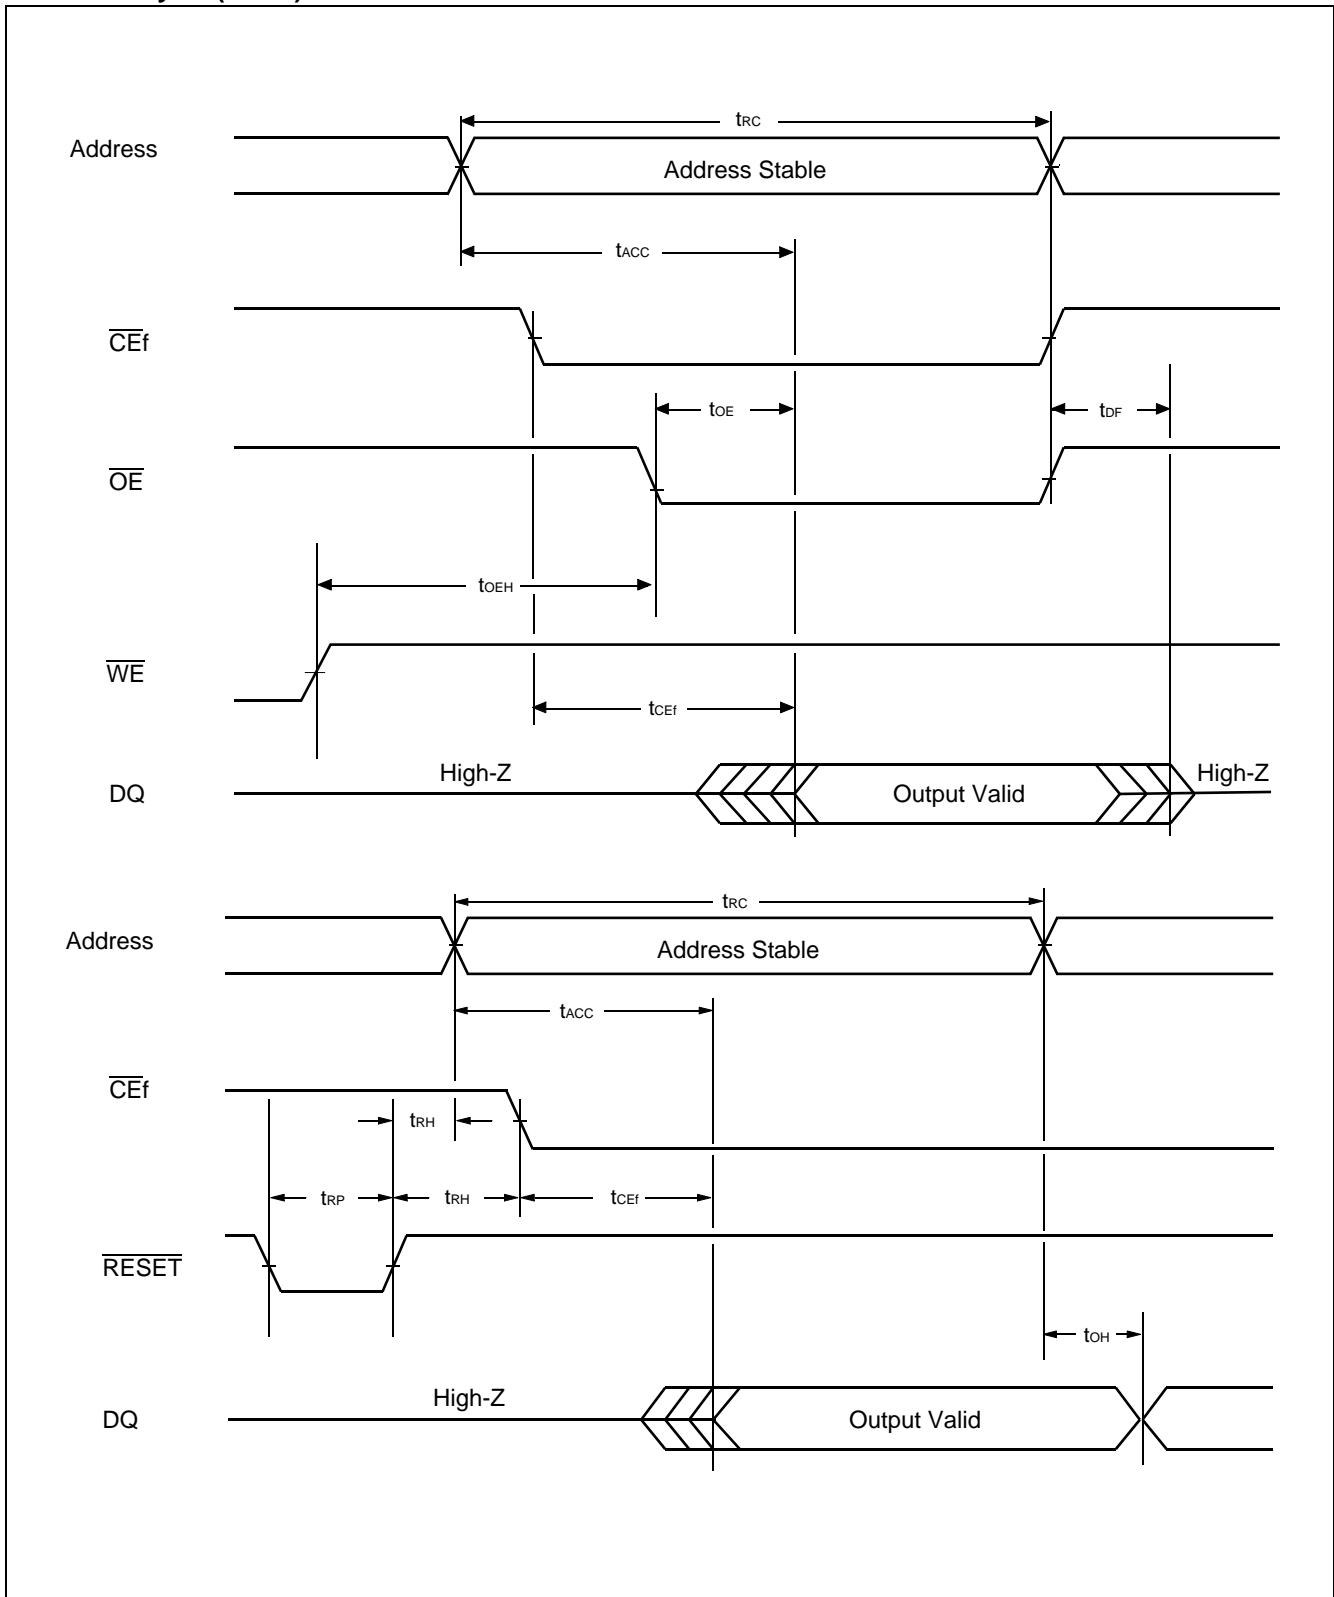 tRC
Address
Address Stable
tACC
CEf
tOE
tDF
OE
tOEH
WE
tCEf
High-Z
High-Z
DQ
Output Valid
tRC
Address
Address Stable
tACC
CEf
tRH
tRP
tRH
tCEf
RESET
tOH
High-Z
DQ
Output Valid